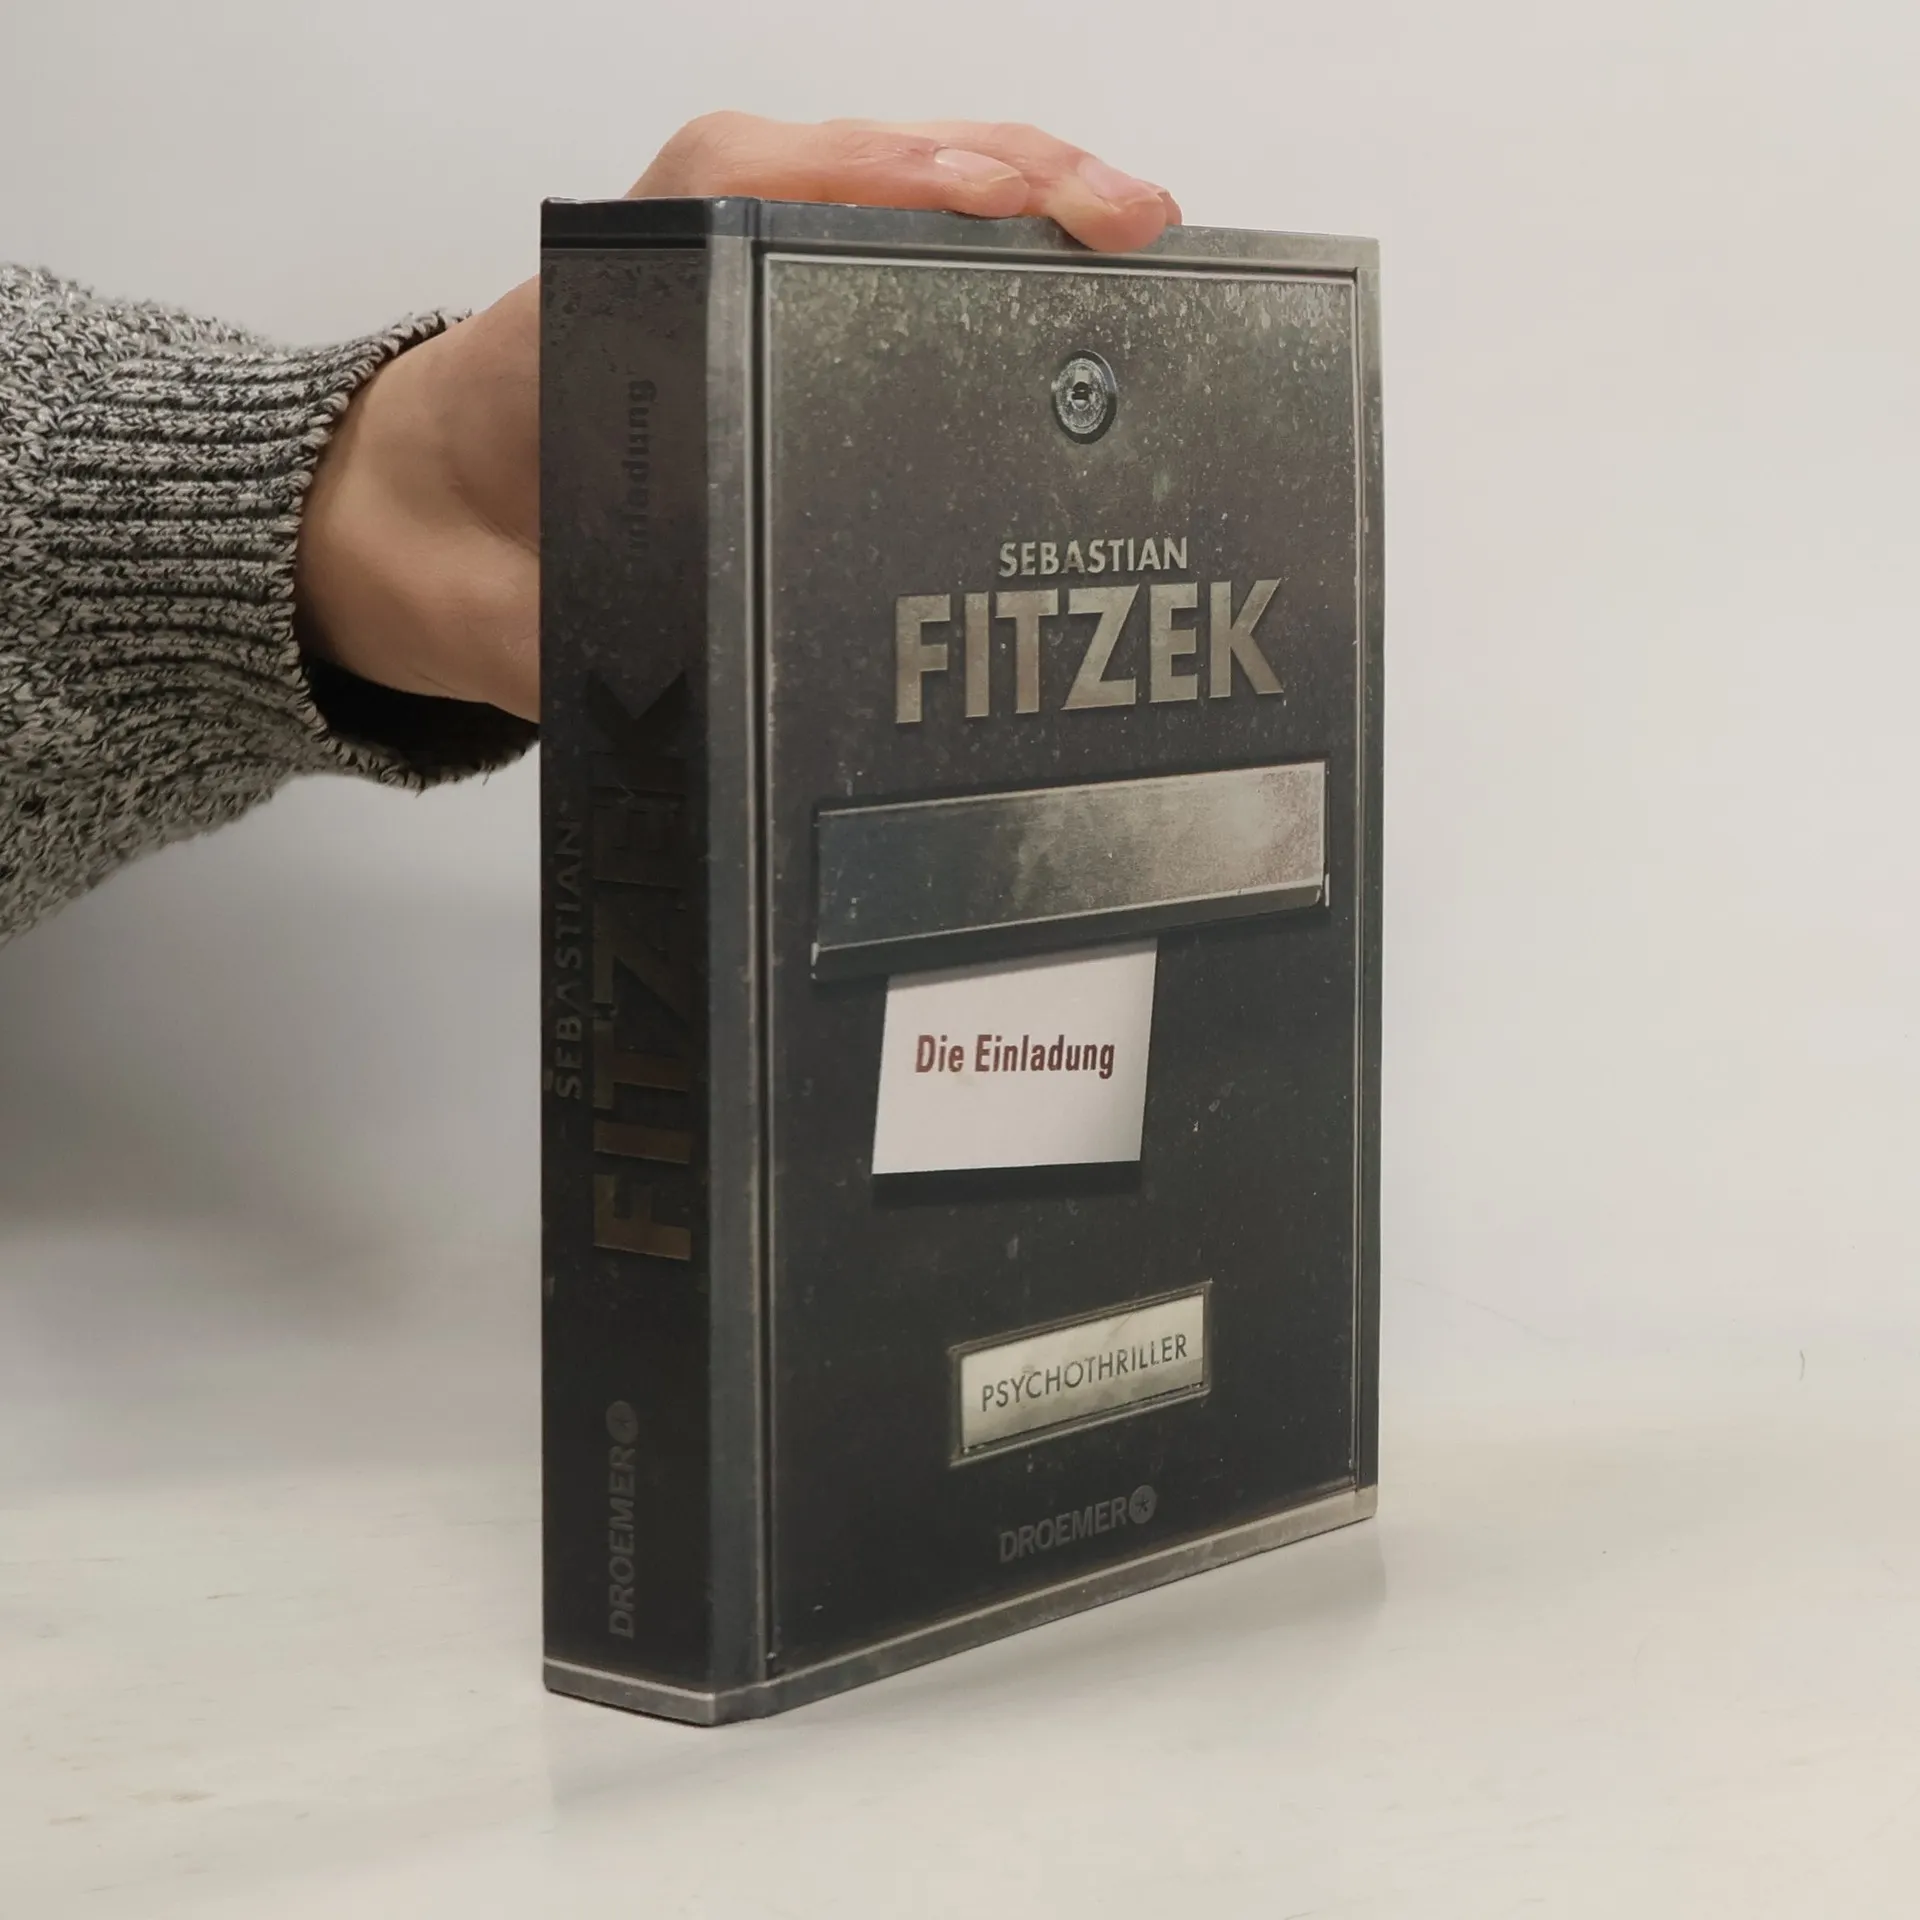 SEBASTIAN
FITZEK
Die Einladung
PSYCHOTHRILLER
DROEMER
SEBASTIAN
FITZEK
Einladung
DROEMER